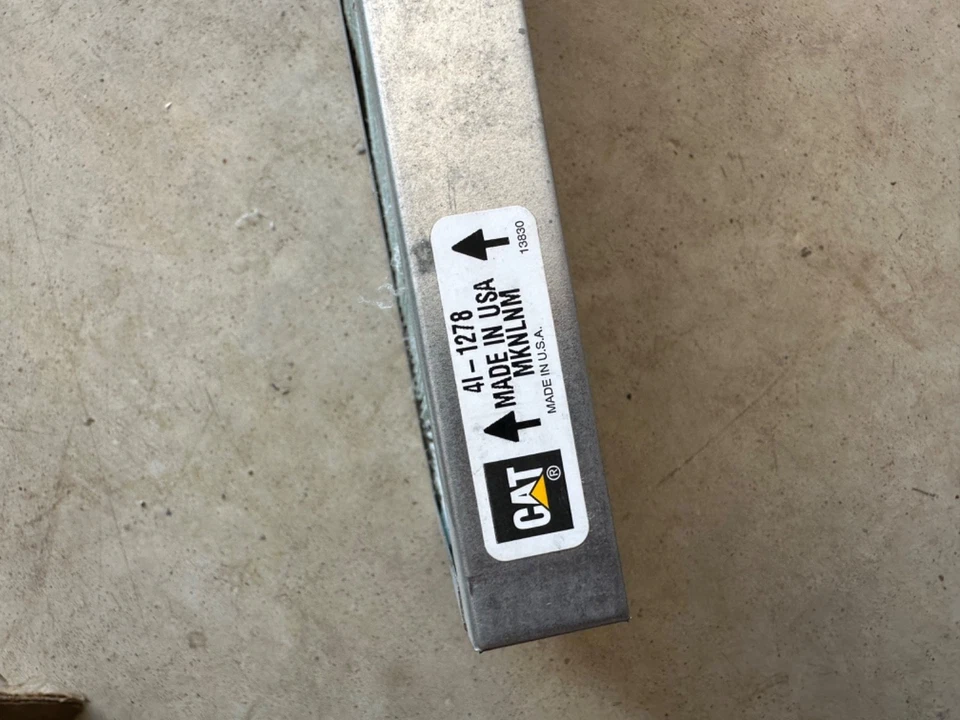 CAT®
4I-1278
MADE IN USA
MKNLNM
MADE IN U.S.A.
13830